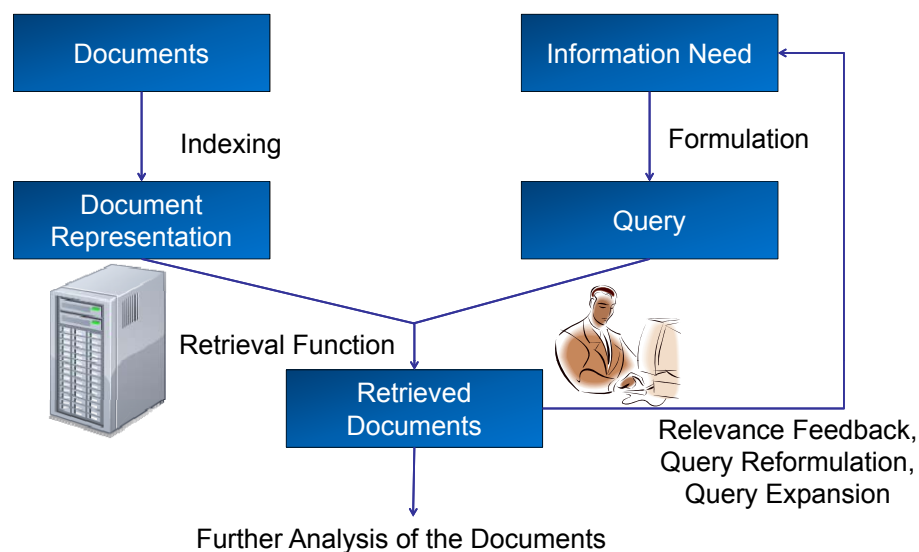 Documents
Information Need
Indexing
Formulation
Document
Representation
Query
Retrieval Function
Retrieved
Documents
Relevance Feedback,
Query Reformulation,
Query Expansion
Further Analysis of the Documents